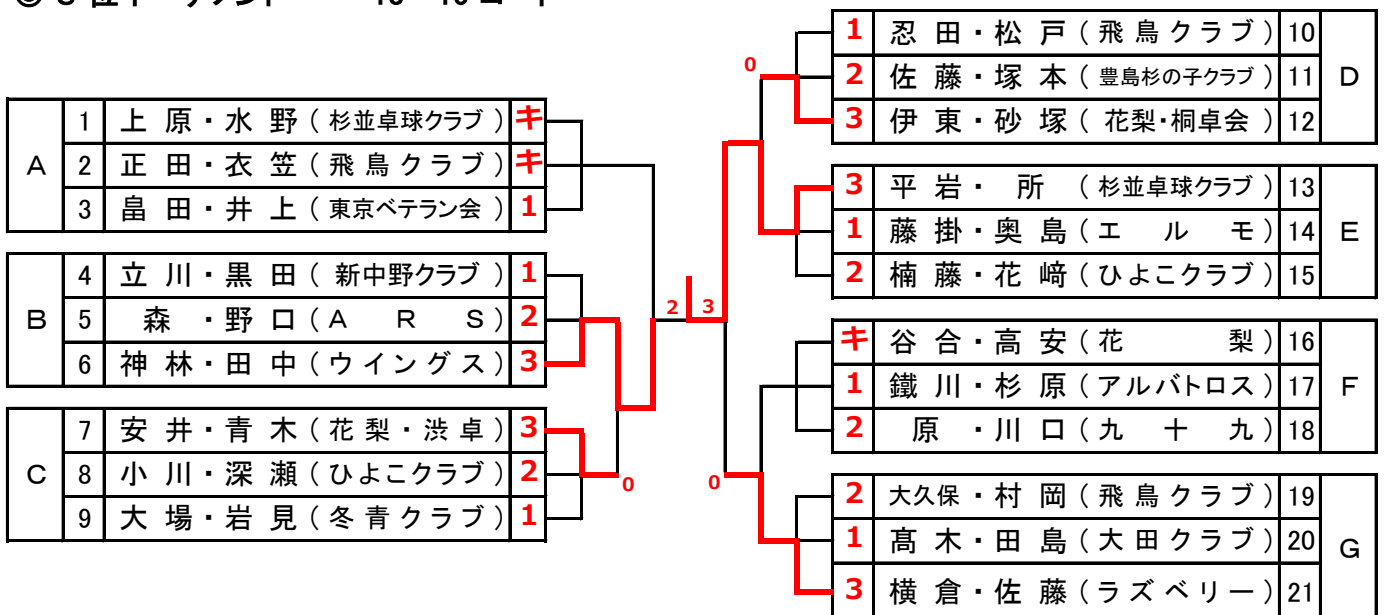 A
1 上原・水野（杉並卓球クラブ） キ
2 正田・衣笠（飛鳥クラブ） キ
3 畠田・井上（東京ベテラン会） 1
B
4 立川・黒田（新中野クラブ） 1
5 森・野口（ARS） 2
6 神林・田中（ウイングス） 3
C
7 安井・青木（花梨・渋卓） 3
8 小川・深瀬（ひよこクラブ） 2
9 大場・岩見（冬青クラブ） 1
0
2 3
0
0
D
1 忍田・松戸（飛鳥クラブ） 10
2 佐藤・塚本（豊島杉の子クラブ） 11
3 伊東・砂塚（花梨・桐卓会） 12
E
3 平岩・所（杉並卓球クラブ） 13
1 藤掛・奥島（エルモ） 14
2 楠藤・花﨑（ひよこクラブ） 15
F
キ 谷合・高安（花梨） 16
1 鐵川・杉原（アルバトロス） 17
2 原・川口（九十九） 18
G
2 大久保・村岡（飛鳥クラブ） 19
1 髙木・田島（大田クラブ） 20
3 横倉・佐藤（ラズベリー） 21